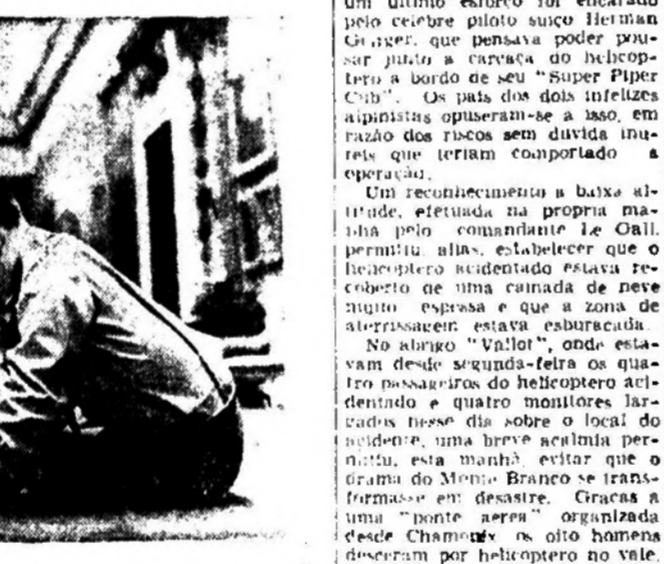 um ultimo esforço foi encarado
pelo celebre piloto suiço Herman
que pensava poder pou-
sar junto a carcaça do helicop-
tero a bordo de seu "Super Piper
Cub". Os pais dos dois infelizes
alpinistas opuseram-se a isso, em
razão dos riscos sem duvida inu-
teis que teriam comportado a
operação.
Um reconhecimento a baixa al-
titude, efetuada na propria ma-
nhã pelo comandante Le Gall,
permitiu, alias, estabelecer que o
helicoptero acidentado estava re-
coberto de uma camada de neve
muito espessa e que a zona de
aterrissagem estava esburacada.
No abrigo "Vallot", onde esta-
vam desde segunda-feira os qua-
tro passageiros do helicoptero aci-
dentado e quatro monitores lar-
gados nesse dia sobre o local do
acidente, uma breve acalmia per-
mitiu, esta manhã, evitar que o
drama do Monte Branco se trans-
formasse em desastre. Graças a
uma "ponte aerea" organizada
desde Chamonix os oito homens
desceram por helicoptero no vale,